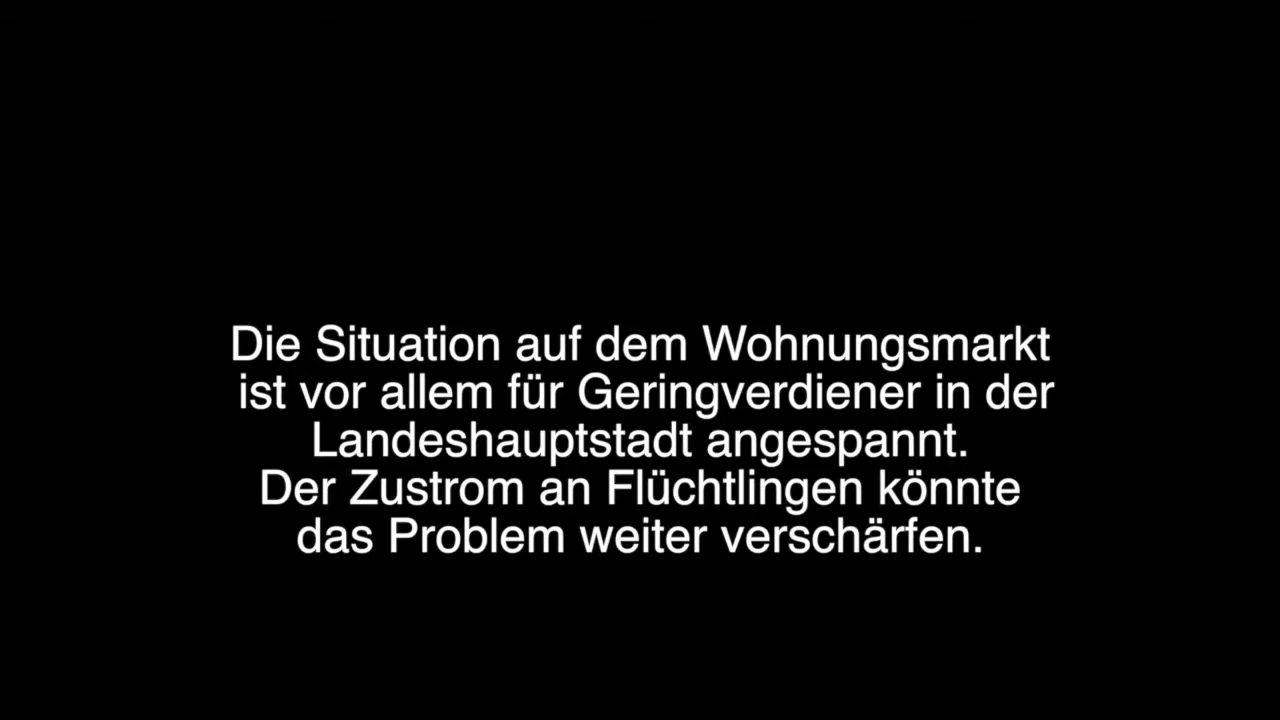 Die Situation auf dem Wohnungsmarkt
ist vor allem für Geringverdiener in der
Landeshauptstadt angespannt.
Der Zustrom an Flüchtlingen könnte
das Problem weiter verschärfen.